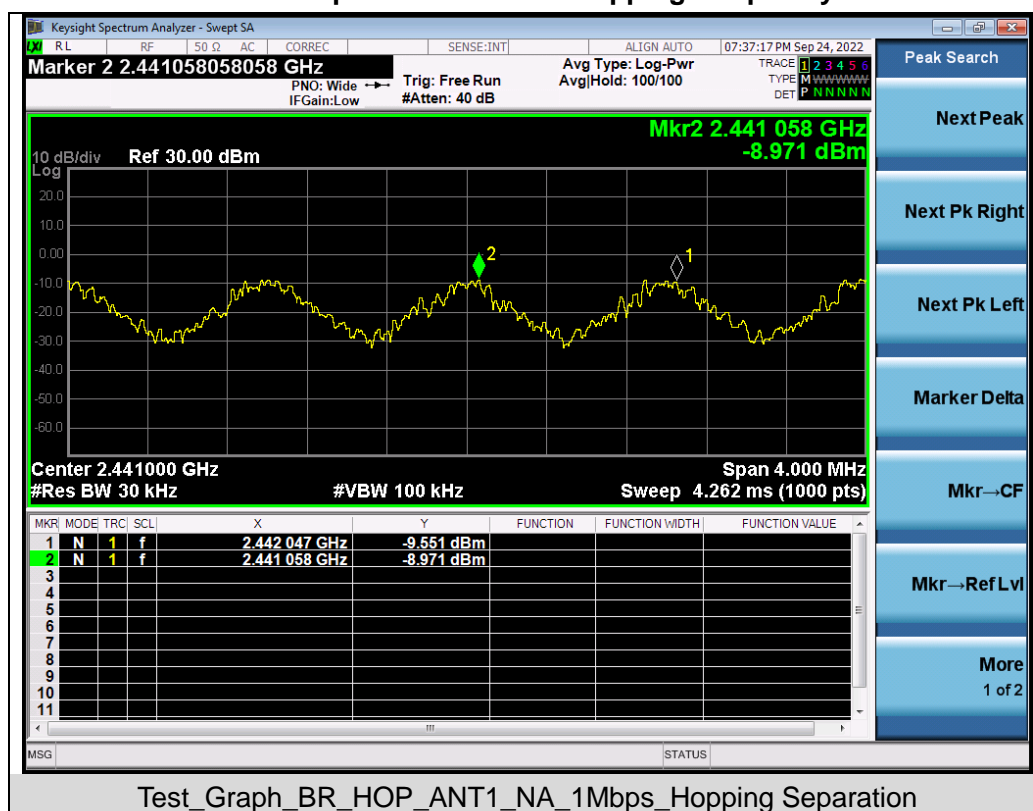 Keysight Spectrum Analyzer - Swept SA
LXI RL RF 50 Ω AC CORREC SENSE:INT ALIGN AUTO 07:37:17 PM Sep 24, 2022
Marker 2 2.441058058058 GHz
PNO: Wide
IFGain:Low
Trig: Free Run
#Atten: 40 dB
Avg Type: Log-Pwr
Avg|Hold: 100/100
TRACE 1 2 3 4 5 6
TYPE M WWWWW
DET P N N N N N
Mkr2 2.441 058 GHz
-8.971 dBm
10 dB/div Ref 30.00 dBm
Log
20.0
10.0
0.00
-10.0
-20.0
-30.0
-40.0
-50.0
-60.0
2
1
Center 2.441000 GHz Span 4.000 MHz
#Res BW 30 kHz #VBW 100 kHz Sweep 4.262 ms (1000 pts)
MKR MODE TRC SCL X Y FUNCTION FUNCTION WIDTH FUNCTION VALUE
1 N 1 f 2.442 047 GHz -9.551 dBm
2 N 1 f 2.441 058 GHz -8.971 dBm
3
4
5
6
7
8
9
10
11
MSG STATUS
Peak Search
Next Peak
Next Pk Right
Next Pk Left
Marker Delta
Mkr→CF
Mkr→Ref Lvl
More
1 of 2
Test_Graph_BR_HOP_ANT1_NA_1Mbps_Hopping Separation